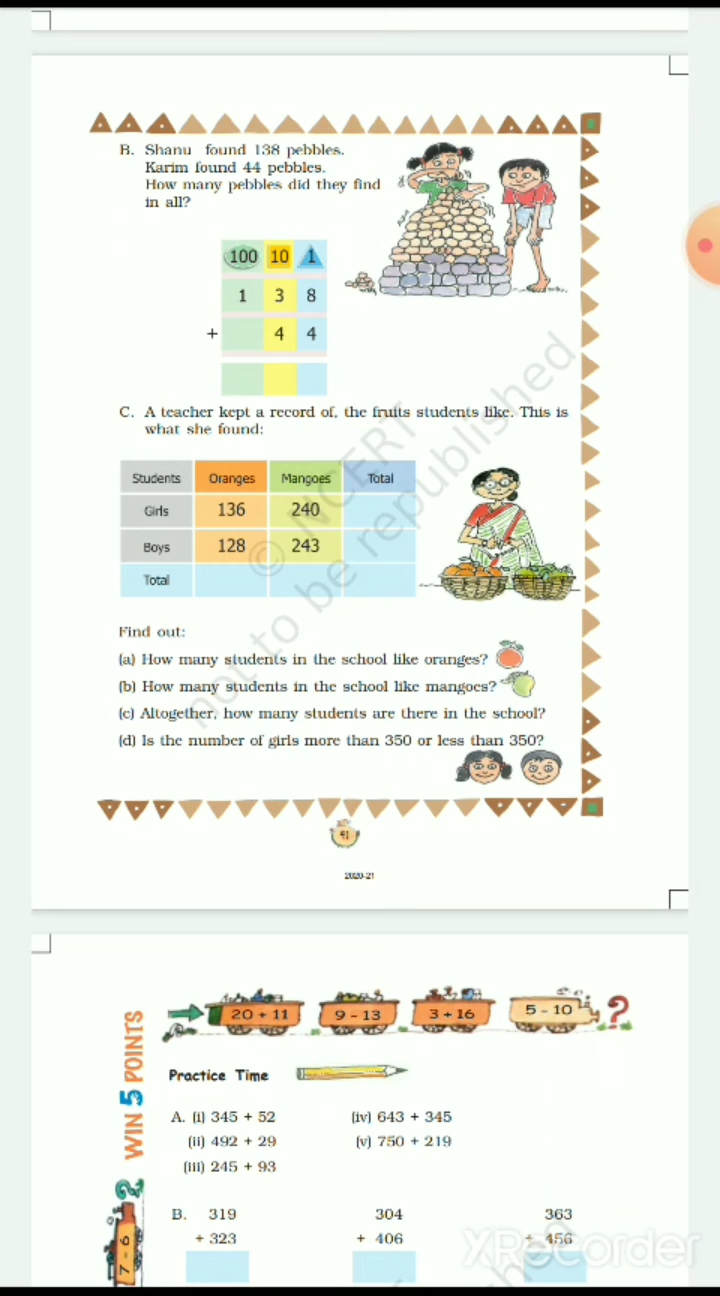 B. Shanu found 138 pebbles.
Karim found 44 pebbles.
How many pebbles did they find
in all?
100 10 1
1 3 8
+ 4 4
C. A teacher kept a record of, the fruits students like. This is
what she found:
Students Oranges Mangoes Total
Girls 136 240
Boys 128 243
Total
© NCERT
not to be republished
Find out:
(a) How many students in the school like oranges?
(b) How many students in the school like mangoes?
(c) Altogether, how many students are there in the school?
(d) Is the number of girls more than 350 or less than 350?
91
2020-21
20 + 11 9 - 13 3 + 16 5 - 10 ?
WIN 5 POINTS
?
7 - 6
Practice Time
A. (i) 345 + 52 (iv) 643 + 345
(ii) 492 + 29 (v) 750 + 219
(iii) 245 + 93
B. 319 304 363
+ 323 + 406 + 456
XRecorder